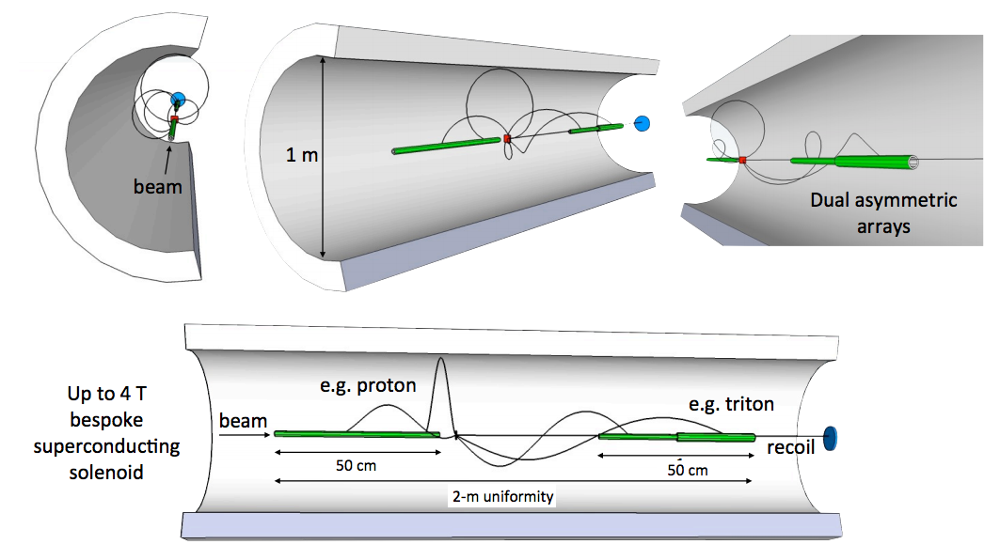 beam
1 m
Dual asymmetric
arrays
Up to 4 T
bespoke
superconducting
solenoid
beam
e.g. proton
e.g. triton
recoil
50 cm
50 cm
2-m uniformity